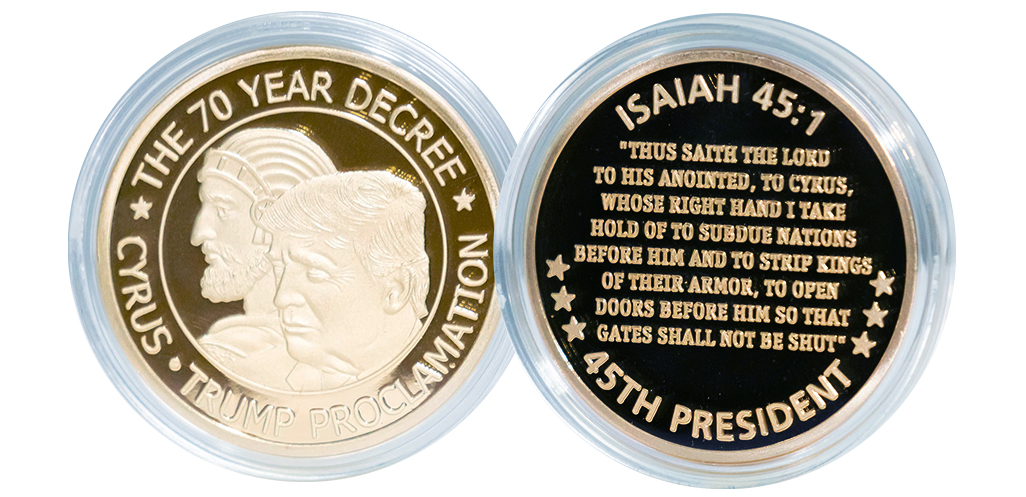 ★ THE 70 YEAR DECREE ★
CYRUS • TRUMP PROCLAMATION
ISAIAH 45:1
"THUS SAITH THE LORD
TO HIS ANOINTED, TO CYRUS,
WHOSE RIGHT HAND I TAKE
HOLD OF TO SUBDUE NATIONS
BEFORE HIM AND TO STRIP KINGS
OF THEIR ARMOR, TO OPEN
DOORS BEFORE HIM SO THAT
GATES SHALL NOT BE SHUT"
45TH PRESIDENT